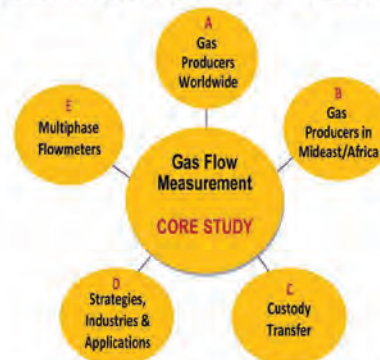 A
Gas
Producers
Worldwide
B
Gas
Producers in
Mideast/Africa
E
Multiphase
Flowmeters
Gas Flow
Measurement
CORE STUDY
D
Strategies,
Industries &
Applications
C
Custody
Transfer